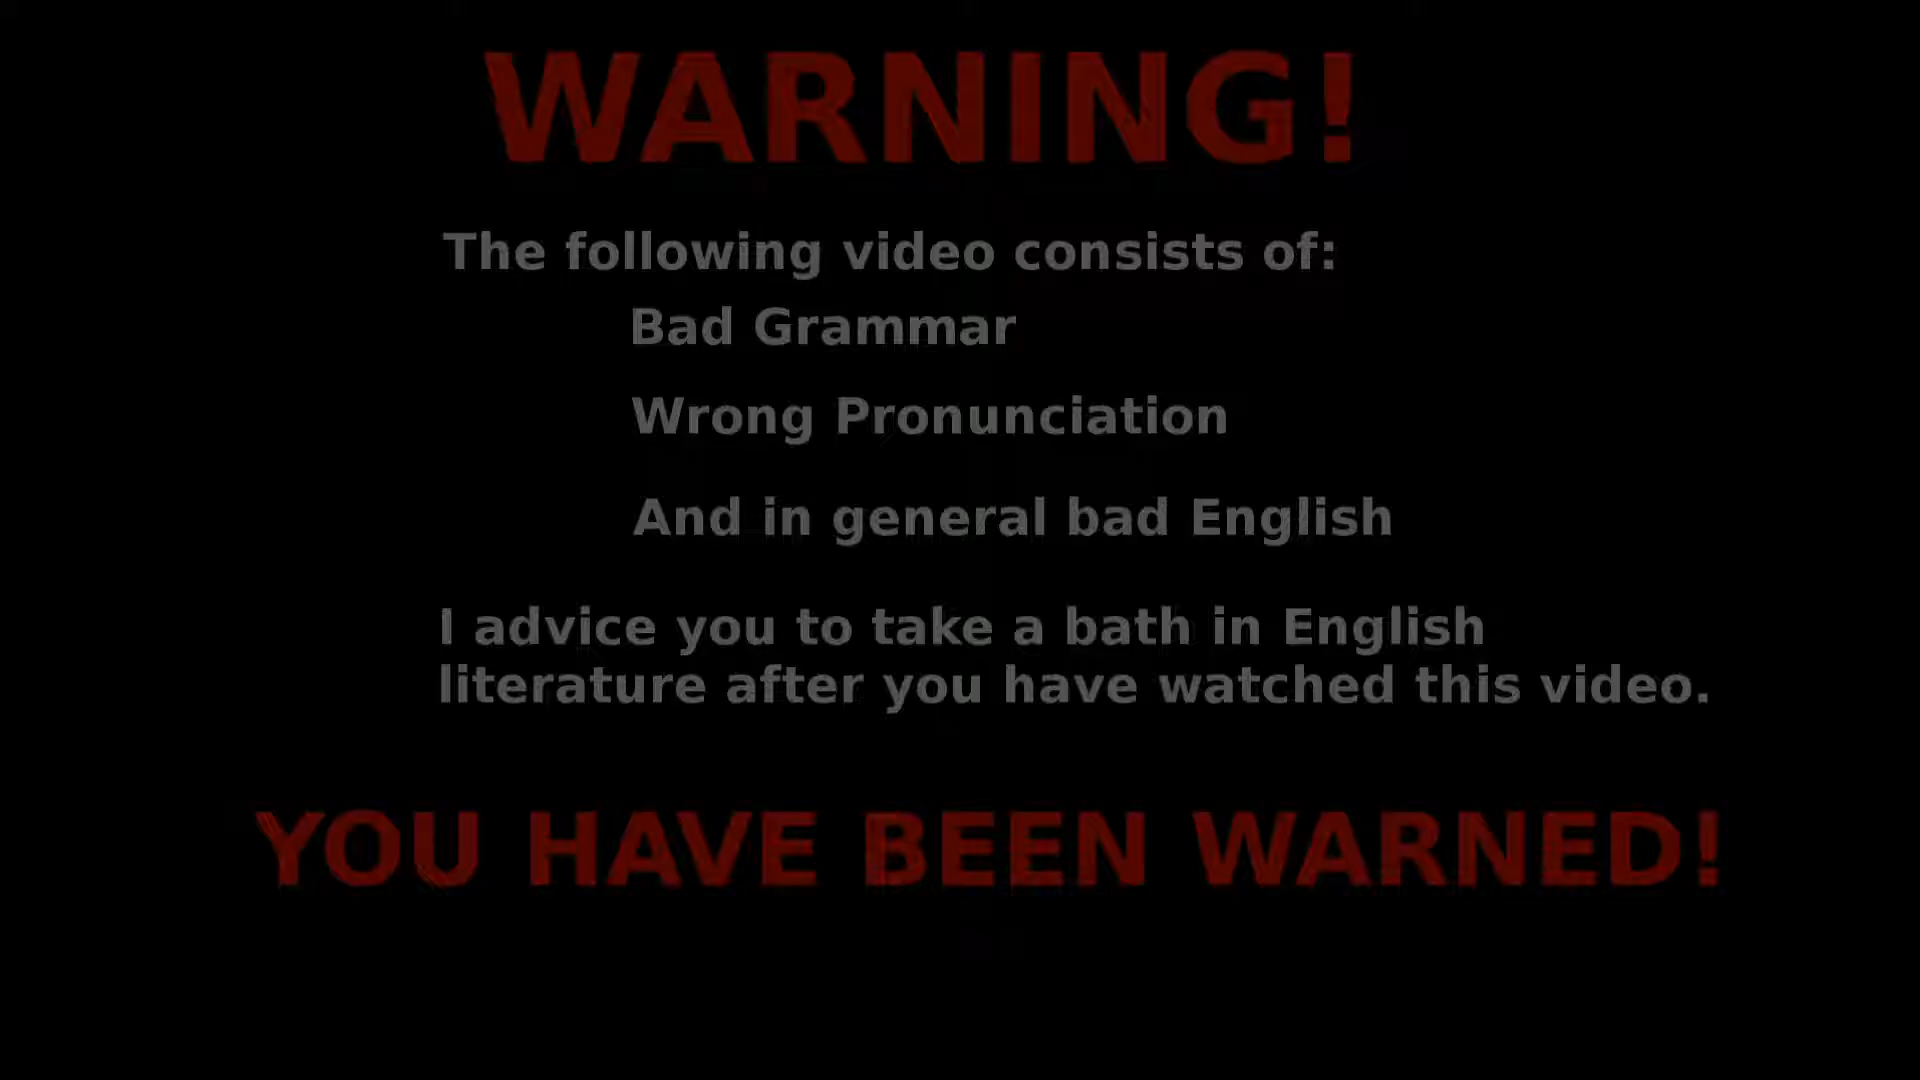 WARNING!
The following video consists of:
Bad Grammar
Wrong Pronunciation
And in general bad English
I advice you to take a bath in English
literature after you have watched this video.
YOU HAVE BEEN WARNED!